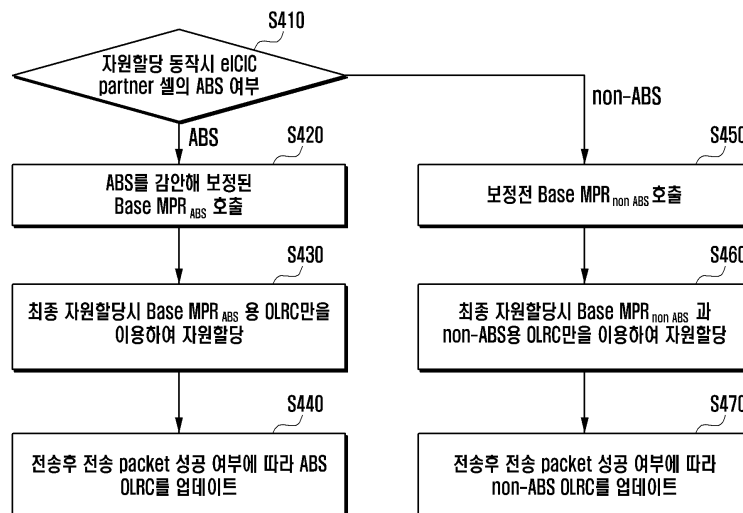 S410
자원할당 동작시 eICIC
partner 셀의 ABS 여부
ABS
non-ABS
S420
ABS를 감안해 보정된
Base MPR ABS 호출
S430
최종 자원할당시 Base MPR ABS 용 OLRC만을
이용하여 자원할당
S440
전송후 전송 packet 성공 여부에 따라 ABS
OLRC를 업데이트
S450
보정전 Base MPR non ABS 호출
S460
최종 자원할당시 Base MPR non ABS 과
non-ABS용 OLRC만을 이용하여 자원할당
S470
전송후 전송 packet 성공 여부에 따라
non-ABS OLRC를 업데이트